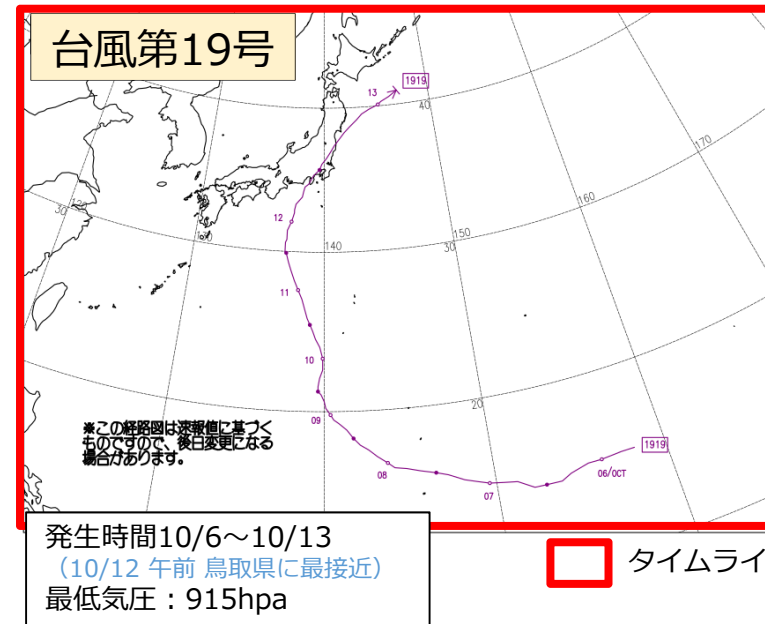 台風第19号
1919
13
40
170
160
150
30
140
130
120
30
12
11
10
09
20
08
07
06/OCT
1919
※この経路図は速報値に基づく
ものですので、後日変更になる
場合があります。
発生時間10/6～10/13
（10/12 午前 鳥取県に最接近）
最低気圧：915hpa
タイムライ